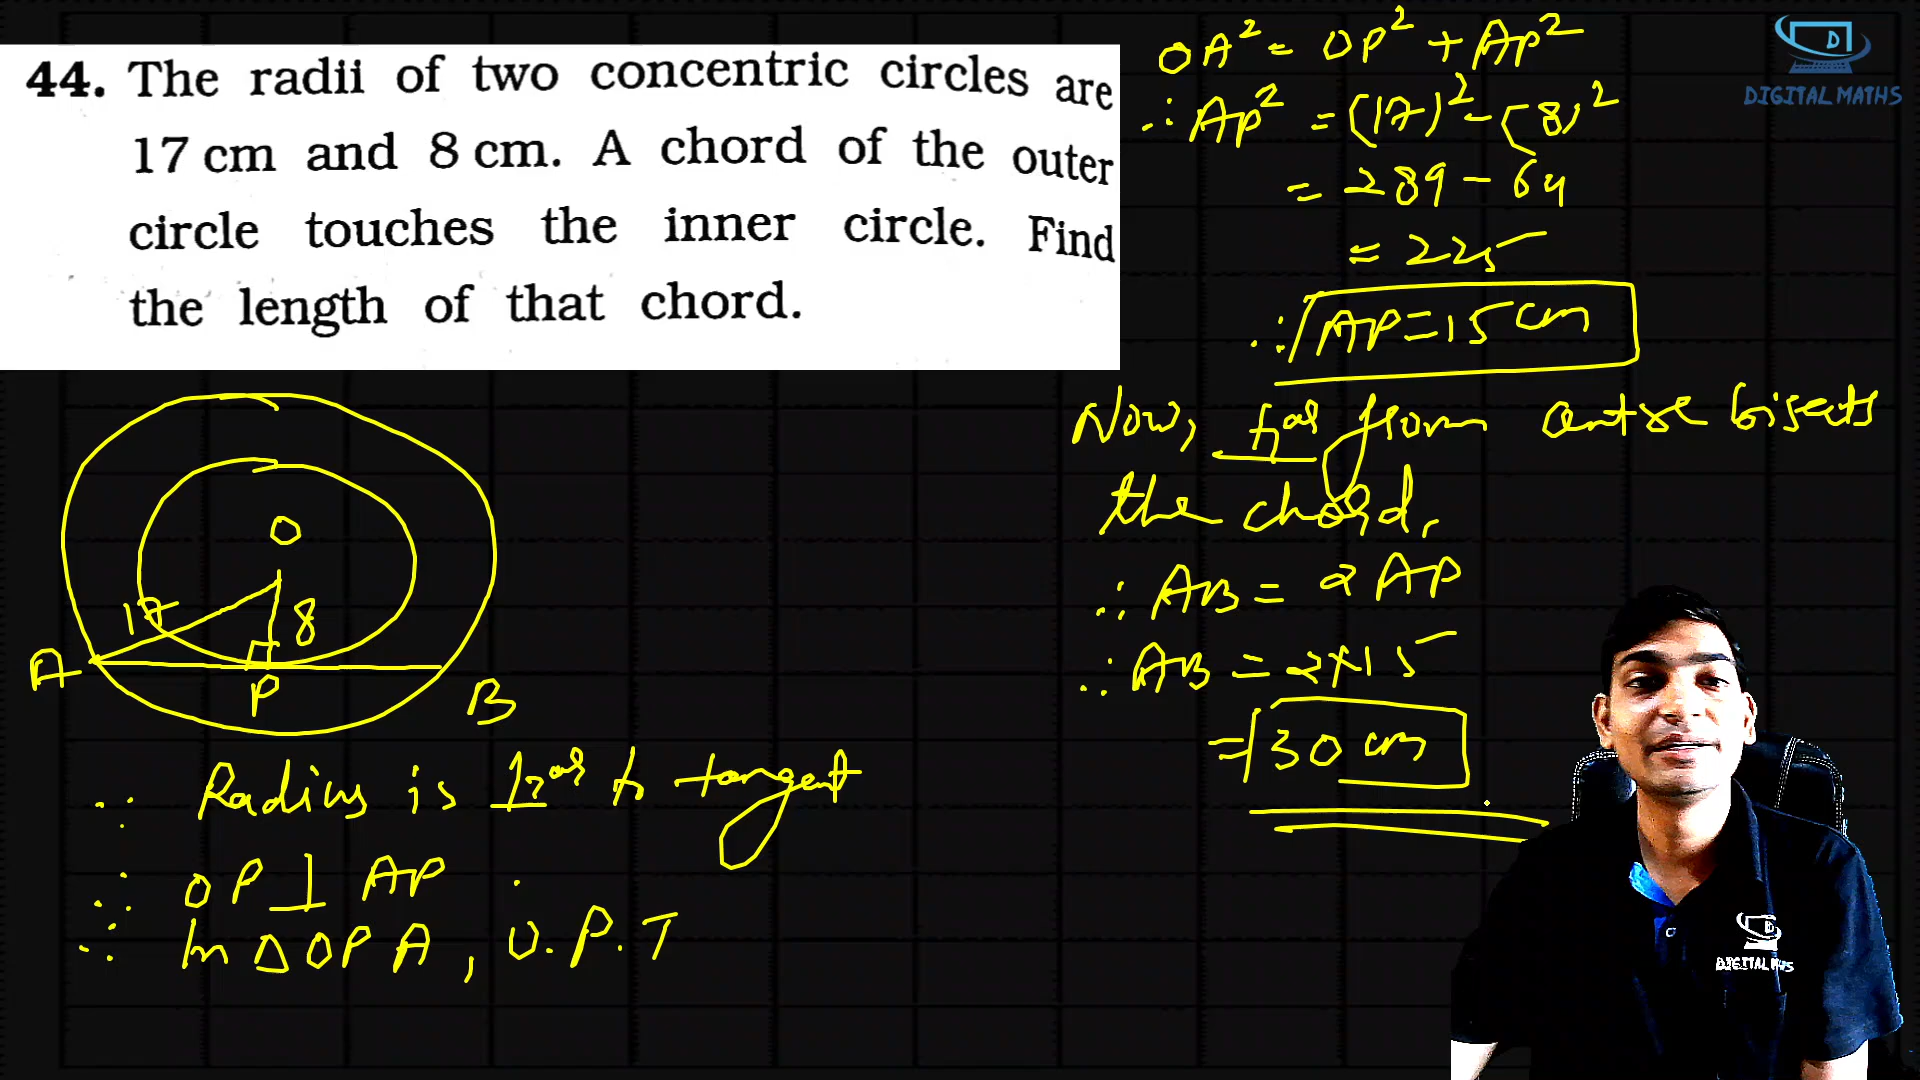 44. The radii of two concentric circles are
17 cm and 8 cm. A chord of the outer
circle touches the inner circle. Find
the length of that chord.
O
17
8
A
P
B
∵ Radius is ⊥ar to tangent
∴ OP ⊥ AP
∴ In △OPA, U.P.T
OA² = OP² + AP²
∴ AP² = (17)² - (8)²
= 289 - 64
= 225
∴ AP = 15 cm
Now, ⊥ar from centre bisects
the chord,
∴ AB = 2AP
∴ AB = 2×15
= 30 cm
D
DIGITAL MATHS
D
DIGITAL